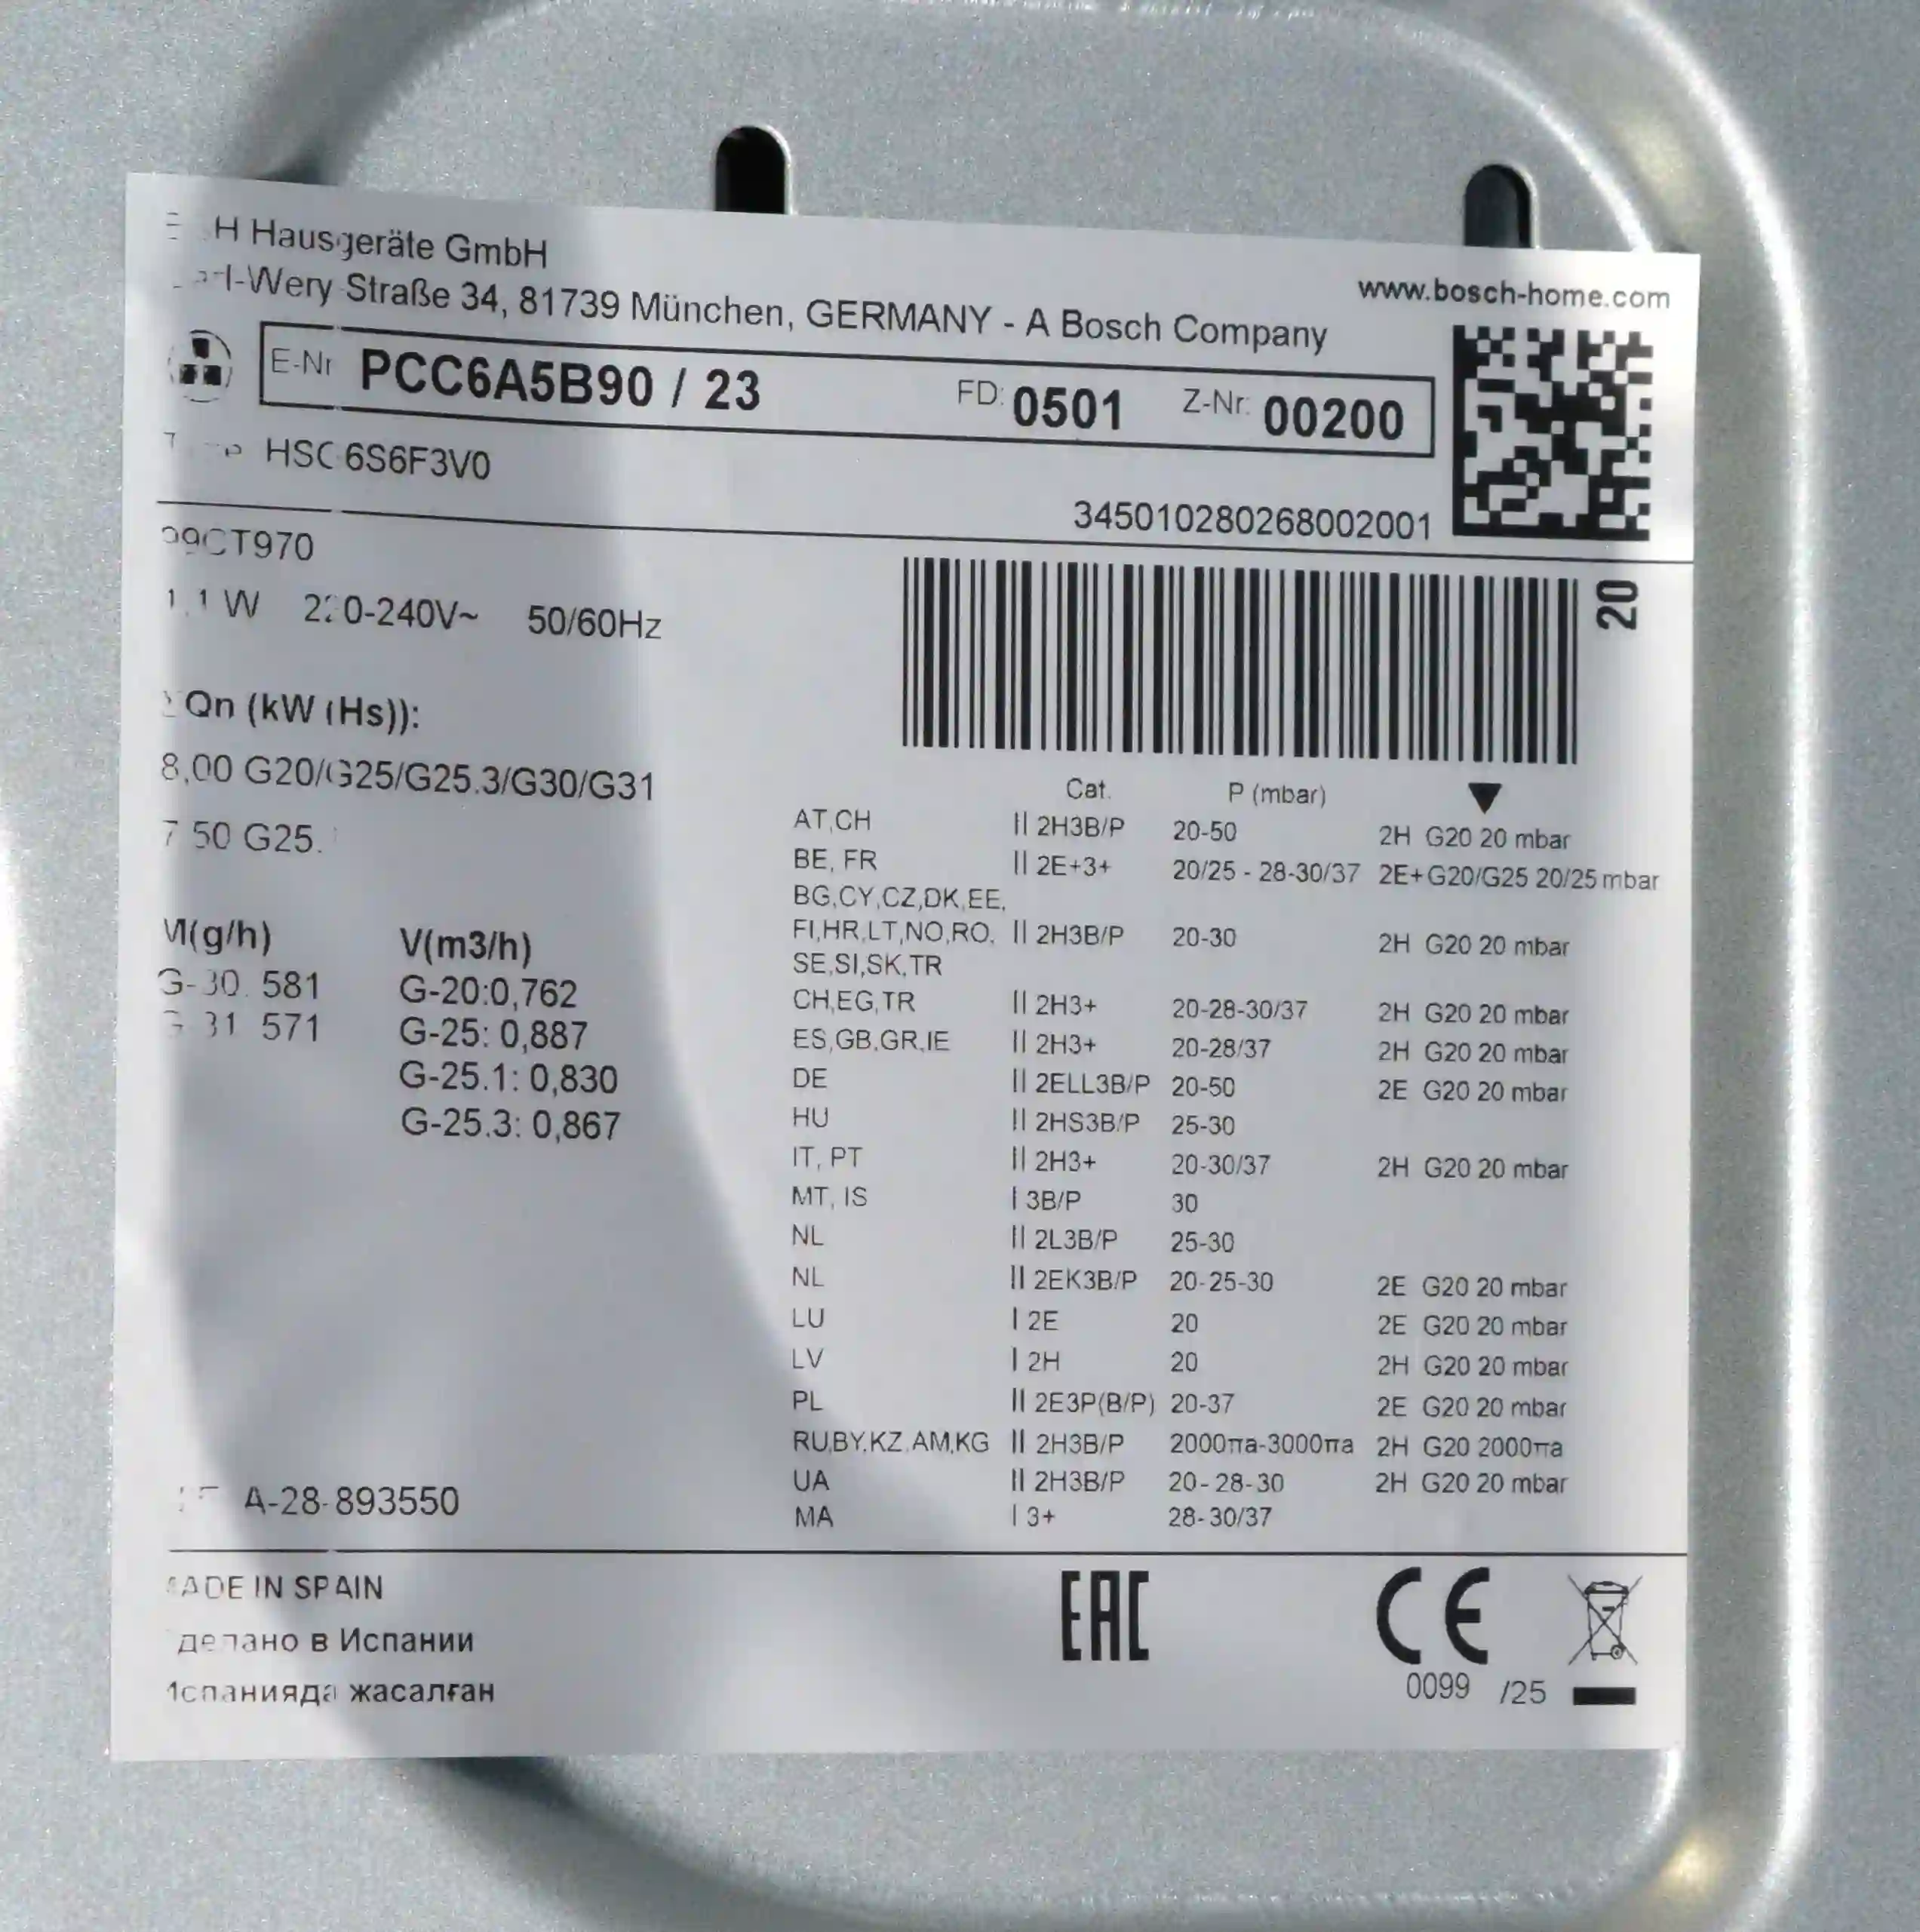 H Hausgeräte GmbH
-Wery Straße 34, 81739 München, GERMANY - A Bosch Company
www.bosch-home.com
E-Nr PCC6A5B90 / 23 FD: 0501 Z-Nr. 00200
HSC6S6F3V0
345010280268002001
99CT970
1,1 W 220-240V~ 50/60Hz
20
Qn (kW (Hs)):
8,00 G20/G25/G25.3/G30/G31
7 50 G25.
M(g/h) V(m3/h)
G-30 581 G-20:0,762
G 31 571 G-25: 0,887
G-25.1: 0,830
G-25.3: 0,867
Cat. P (mbar) ▼
AT,CH II 2H3B/P 20-50 2H G20 20 mbar
BE, FR II 2E+3+ 20/25 - 28-30/37 2E+G20/G25 20/25 mbar
BG,CY,CZ,DK,EE,
FI,HR,LT,NO,RO, II 2H3B/P 20-30 2H G20 20 mbar
SE,SI,SK,TR
CH,EG,TR II 2H3+ 20-28-30/37 2H G20 20 mbar
ES,GB,GR,IE II 2H3+ 20-28/37 2H G20 20 mbar
DE II 2ELL3B/P 20-50 2E G20 20 mbar
HU II 2HS3B/P 25-30
IT, PT II 2H3+ 20-30/37 2H G20 20 mbar
MT, IS I 3B/P 30
NL II 2L3B/P 25-30
NL II 2EK3B/P 20-25-30 2E G20 20 mbar
LU I 2E 20 2E G20 20 mbar
LV I 2H 20 2H G20 20 mbar
PL II 2E3P(B/P) 20-37 2E G20 20 mbar
RU,BY,KZ,AM,KG II 2H3B/P 2000πa-3000πa 2H G20 2000πa
UA II 2H3B/P 20-28-30 2H G20 20 mbar
MA I 3+ 28-30/37
A-28-893550
MADE IN SPAIN
делано в Испании
Испанияда жасалған
EAC CE
0099 /25